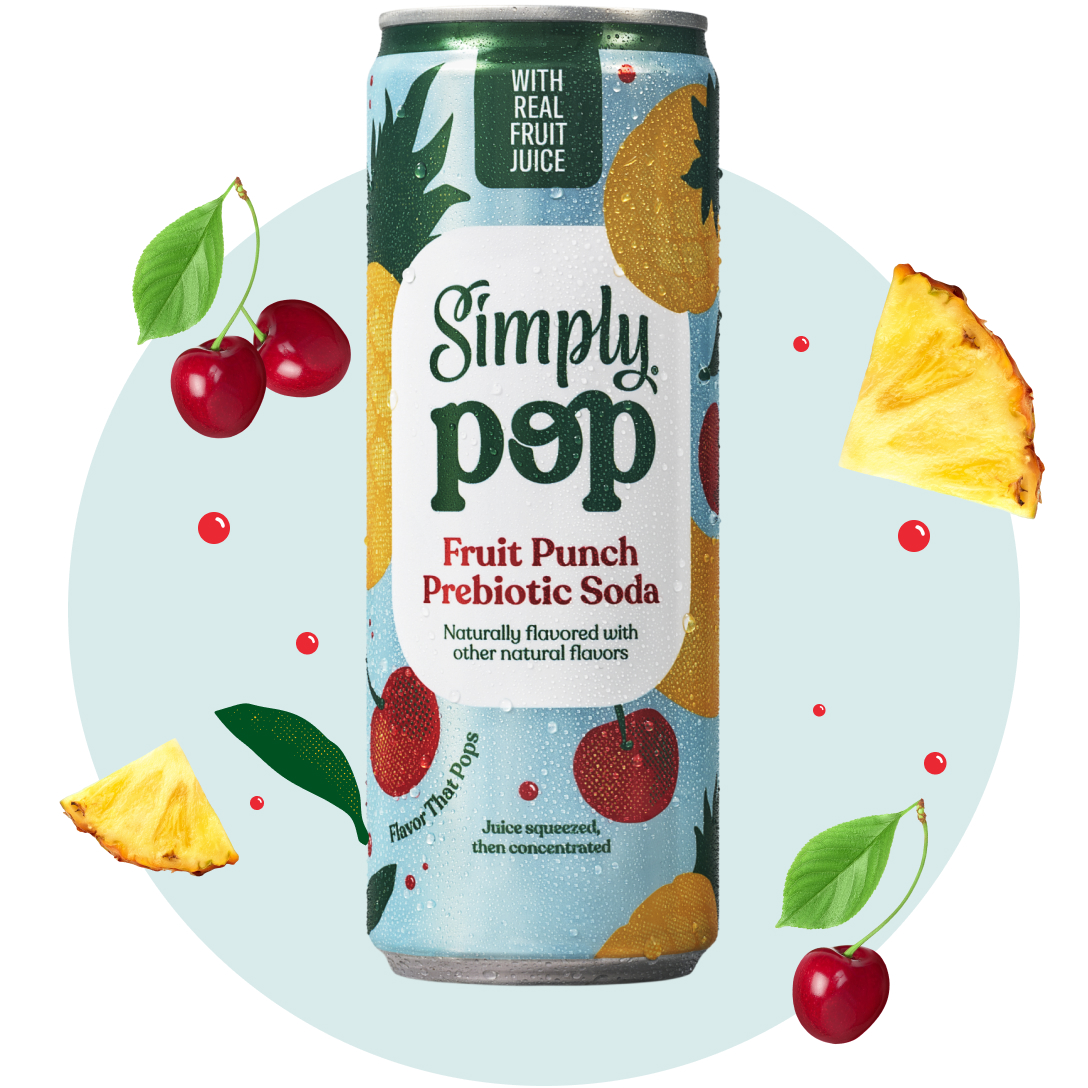 WITH
REAL
FRUIT
JUICE
Simply®
pop
Fruit Punch
Prebiotic Soda
Naturally flavored with
other natural flavors
Flavor That Pops
Juice squeezed,
then concentrated